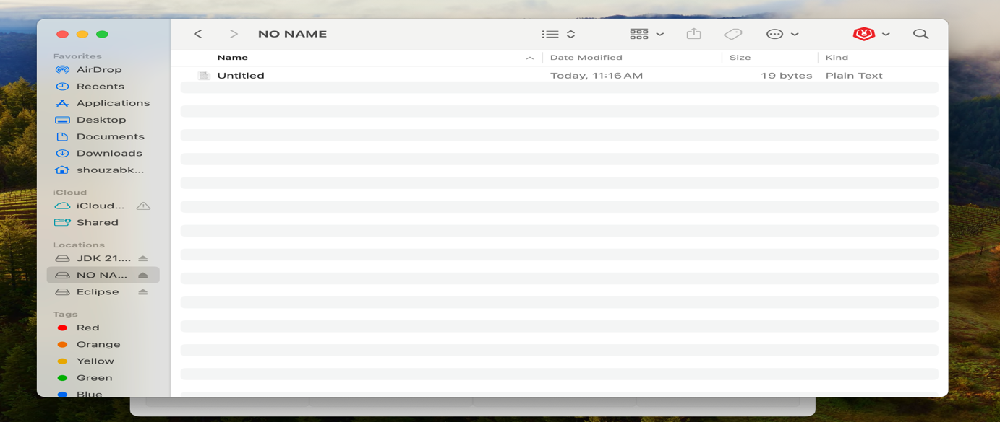 NO NAME
Favorites
AirDrop
Recents
Applications
Desktop
Documents
Downloads
shouzabk...
iCloud
iCloud...
Shared
Locations
JDK 21....
NO NA...
Eclipse
Tags
Red
Orange
Yellow
Green
Blue
Name Date Modified Size Kind
Untitled Today, 11:16 AM 19 bytes Plain Text